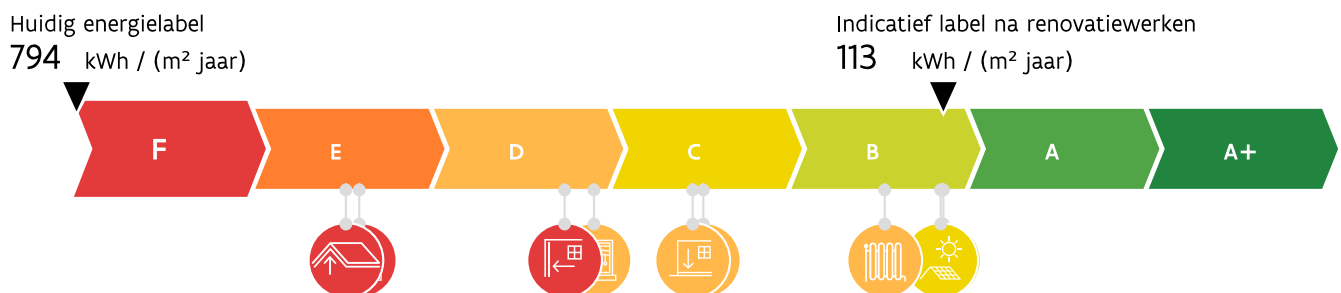 Huidig energielabel
794 kWh / (m² jaar)
Indicatief label na renovatiewerken
113 kWh / (m² jaar)
F E D C B A A+